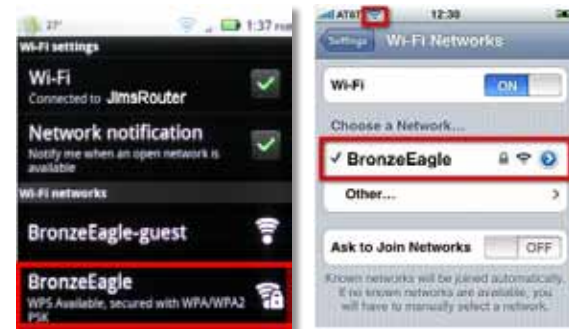 27°
1:37 PM
Wi-Fi settings
Wi-Fi
Connected to JimsRouter
Network notification
Notify me when an open network is
available
Wi-Fi networks
BronzeEagle-guest
BronzeEagle
WPS Available, secured with WPA/WPA2
PSK
AT&T
12:30
Settings
Wi-Fi Networks
Wi-Fi
ON
Choose a Network...
BronzeEagle
Other...
Ask to Join Networks
OFF
Known networks will be joined automatically.
If no known networks are available, you
will have to manually select a network.